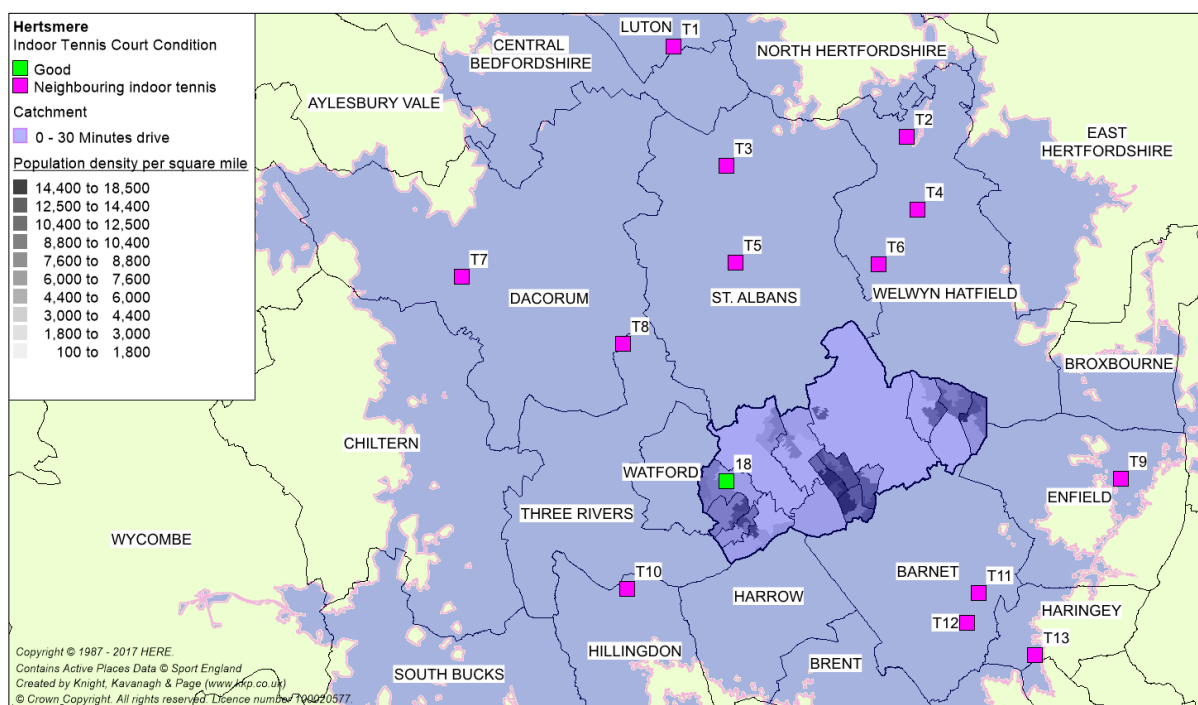 Hertsmere
Indoor Tennis Court Condition
Good
Neighbouring indoor tennis
Catchment
0 - 30 Minutes drive
Population density per square mile
14,400 to 18,500
12,500 to 14,400
10,400 to 12,500
8,800 to 10,400
7,600 to 8,800
6,000 to 7,600
4,400 to 6,000
3,000 to 4,400
1,800 to 3,000
100 to 1,800
LUTON
T1
CENTRAL
BEDFORDSHIRE
NORTH HERTFORDSHIRE
AYLESBURY VALE
T2
EAST
HERTFORDSHIRE
T3
T4
T5
T6
T7
DACORUM
ST. ALBANS
WELWYN HATFIELD
T8
BROXBOURNE
CHILTERN
WATFORD
18
T9
ENFIELD
THREE RIVERS
WYCOMBE
T10
BARNET
T11
HARROW
HARINGEY
T12
T13
HILLINGDON
BRENT
SOUTH BUCKS
Copyright © 1987 - 2017 HERE.
Contains Active Places Data © Sport England
Created by Knight, Kavanagh & Page (www.kkp.co.uk)
© Crown Copyright. All rights reserved. Licence number 100020577.